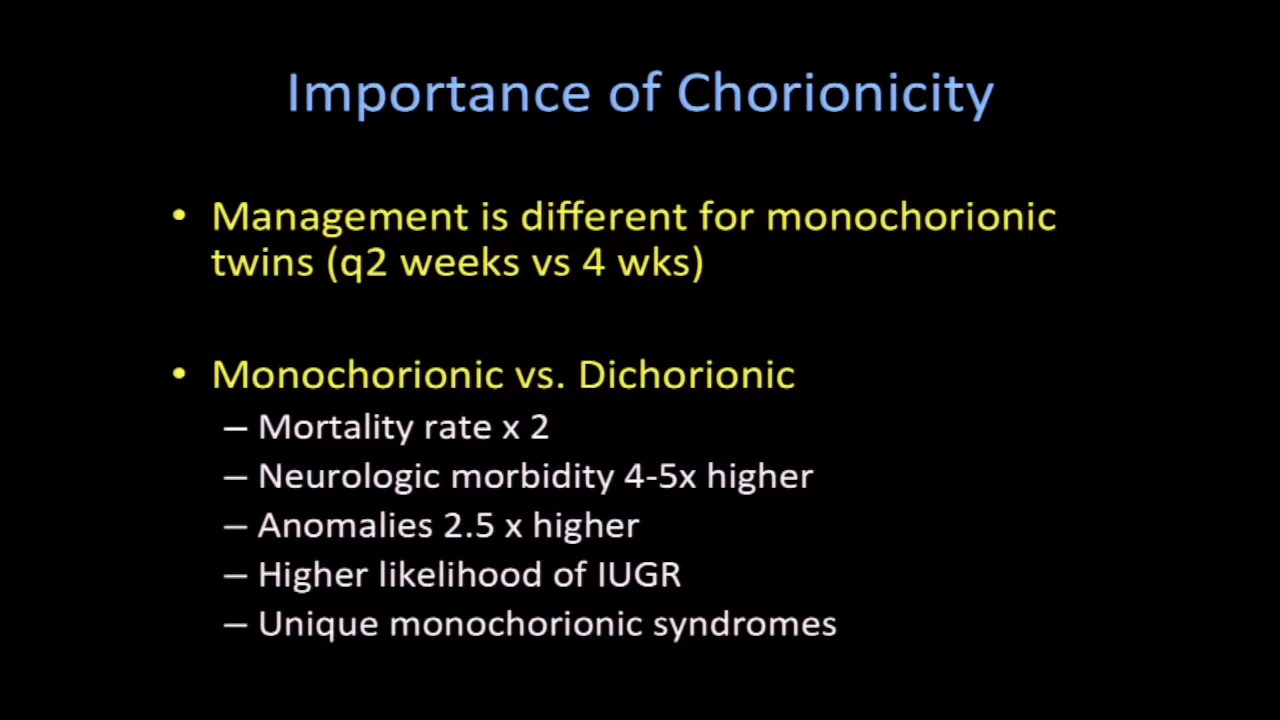 Importance of Chorionicity
• Management is different for monochorionic
twins (q2 weeks vs 4 wks)
• Monochorionic vs. Dichorionic
– Mortality rate x 2
– Neurologic morbidity 4-5x higher
– Anomalies 2.5 x higher
– Higher likelihood of IUGR
– Unique monochorionic syndromes